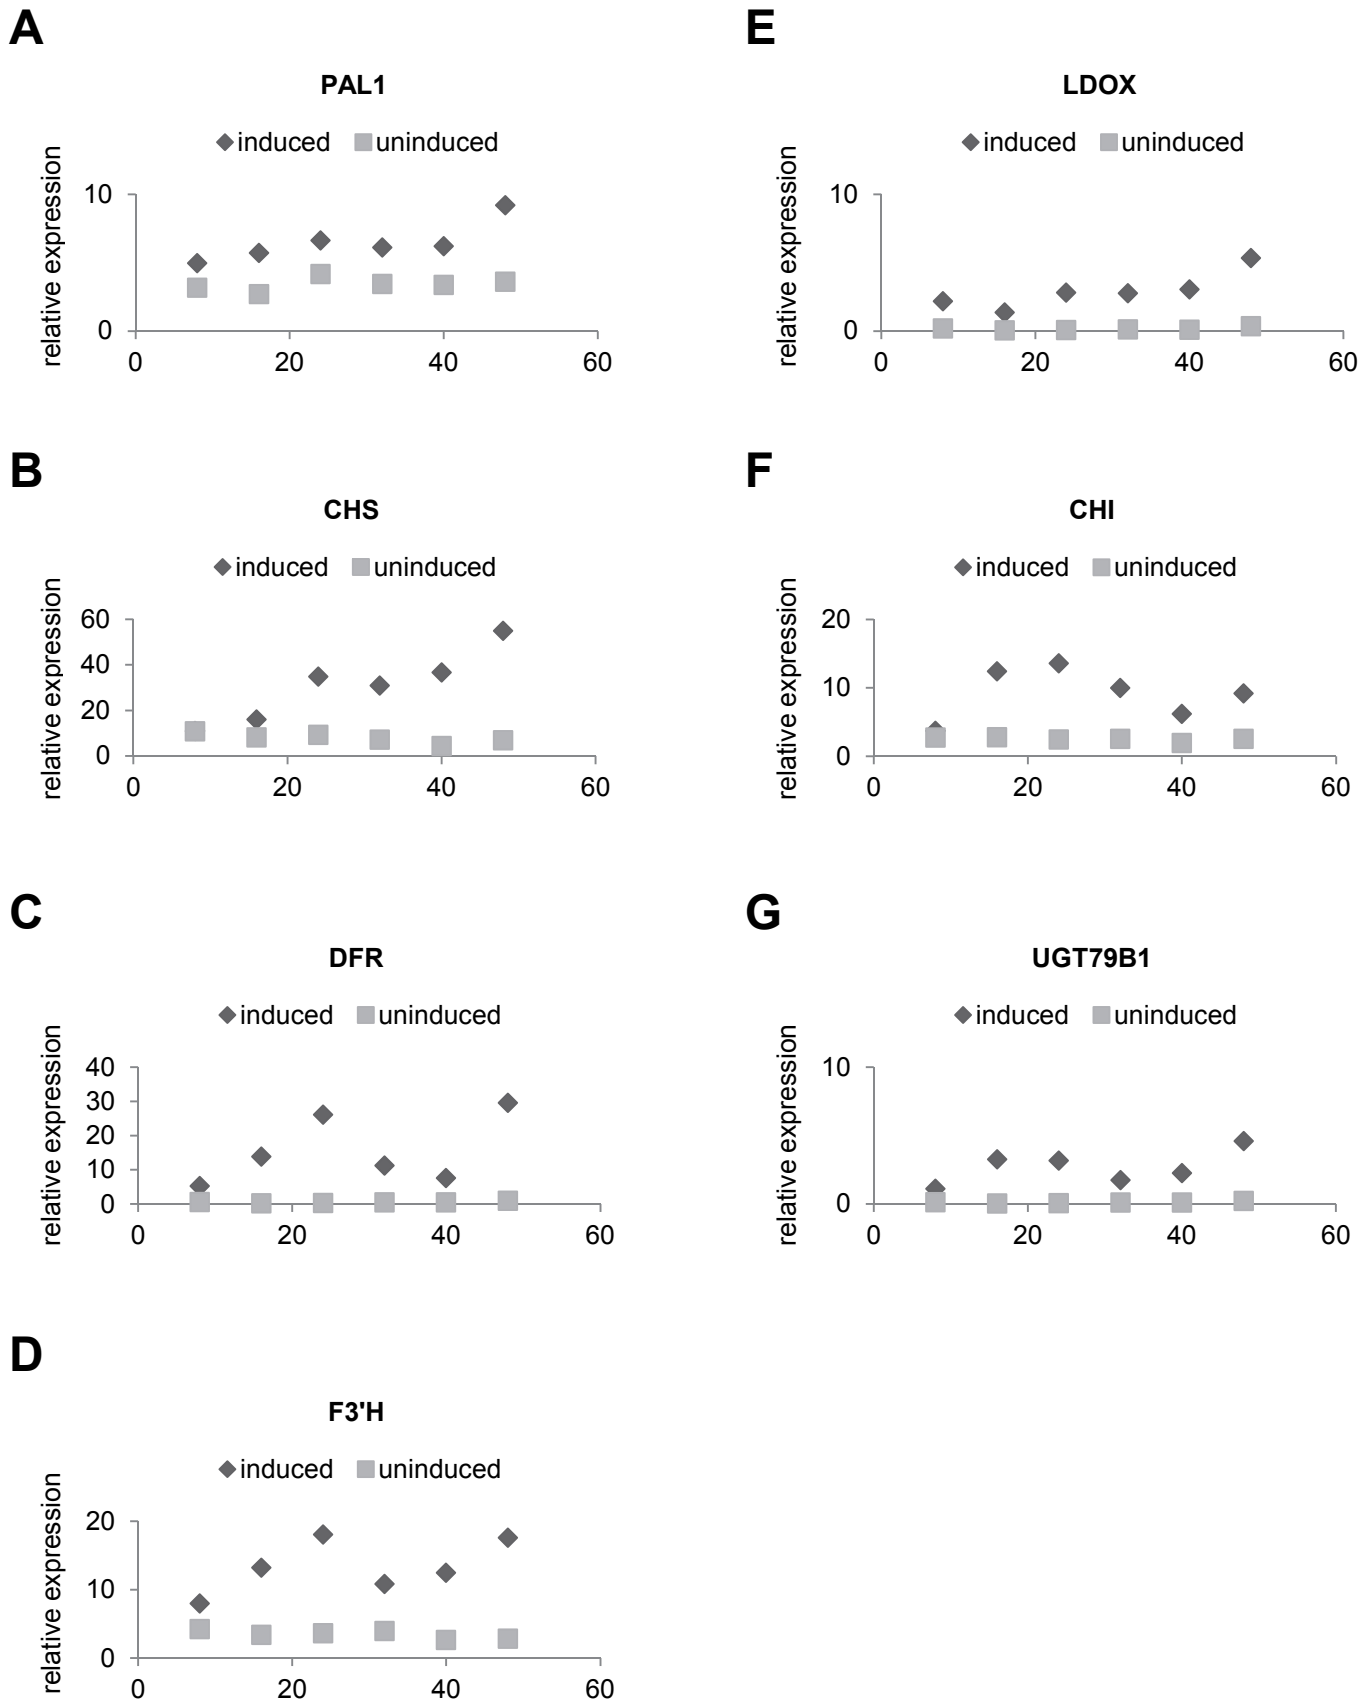 A
PAL1
induced uninduced
relative expression
10
0
0 20 40 60
B
CHS
induced uninduced
relative expression
60
40
20
0
0 20 40 60
C
DFR
induced uninduced
relative expression
40
30
20
10
0
0 20 40 60
D
F3'H
induced uninduced
relative expression
20
10
0
0 20 40 60
E
LDOX
induced uninduced
relative expression
10
0
0 20 40 60
F
CHI
induced uninduced
relative expression
20
10
0
0 20 40 60
G
UGT79B1
induced uninduced
relative expression
10
0
0 20 40 60